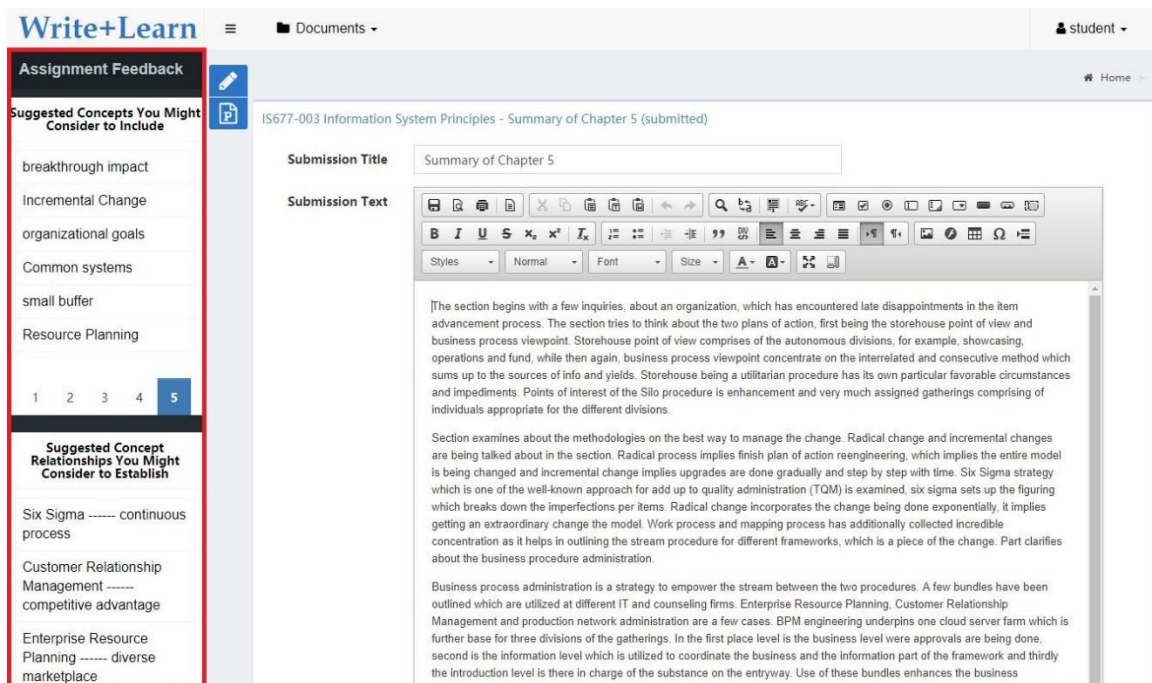 Write+Learn
Documents
student
Assignment Feedback
Home >
Suggested Concepts You Might
Consider to Include
breakthrough impact
Incremental Change
organizational goals
Common systems
small buffer
Resource Planning
1 2 3 4 5
Suggested Concept
Relationships You Might
Consider to Establish
Six Sigma ------ continuous
process
Customer Relationship
Management ------
competitive advantage
Enterprise Resource
Planning ------ diverse
marketplace
IS677-003 Information System Principles - Summary of Chapter 5 (submitted)
Submission Title
Summary of Chapter 5
Submission Text
B I U S x₂ x² Iₓ
Styles Normal Font Size A A
The section begins with a few inquiries, about an organization, which has encountered late disappointments in the item
advancement process. The section tries to think about the two plans of action, first being the storehouse point of view and
business process viewpoint. Storehouse point of view comprises of the autonomous divisions, for example, showcasing,
operations and fund, while then again, business process viewpoint concentrate on the interrelated and consecutive method which
sums up to the sources of info and yields. Storehouse being a utilitarian procedure has its own particular favorable circumstances
and impediments. Points of interest of the Silo procedure is enhancement and very much assigned gatherings comprising of
individuals appropriate for the different divisions.
Section examines about the methodologies on the best way to manage the change. Radical change and incremental changes
are being talked about in the section. Radical process implies finish plan of action reengineering, which implies the entire model
is being changed and incremental change implies upgrades are done gradually and step by step with time. Six Sigma strategy
which is one of the well-known approach for add up to quality administration (TQM) is examined, six sigma sets up the figuring
which breaks down the imperfections per items. Radical change incorporates the change being done exponentially, it implies
getting an extraordinary change the model. Work process and mapping process has additionally collected incredible
concentration as it helps in outlining the stream procedure for different frameworks, which is a piece of the change. Part clarifies
about the business procedure administration.
Business process administration is a strategy to empower the stream between the two procedures. A few bundles have been
outlined which are utilized at different IT and counseling firms. Enterprise Resource Planning, Customer Relationship
Management and production network administration are a few cases. BPM engineering underpins one cloud server farm which is
further base for three divisions of the gatherings. In the first place level is the business level were approvals are being done,
second is the information level which is utilized to coordinate the business and the information part of the framework and thirdly
the introduction level is there in charge of the substance on the entryway. Use of these bundles enhances the business